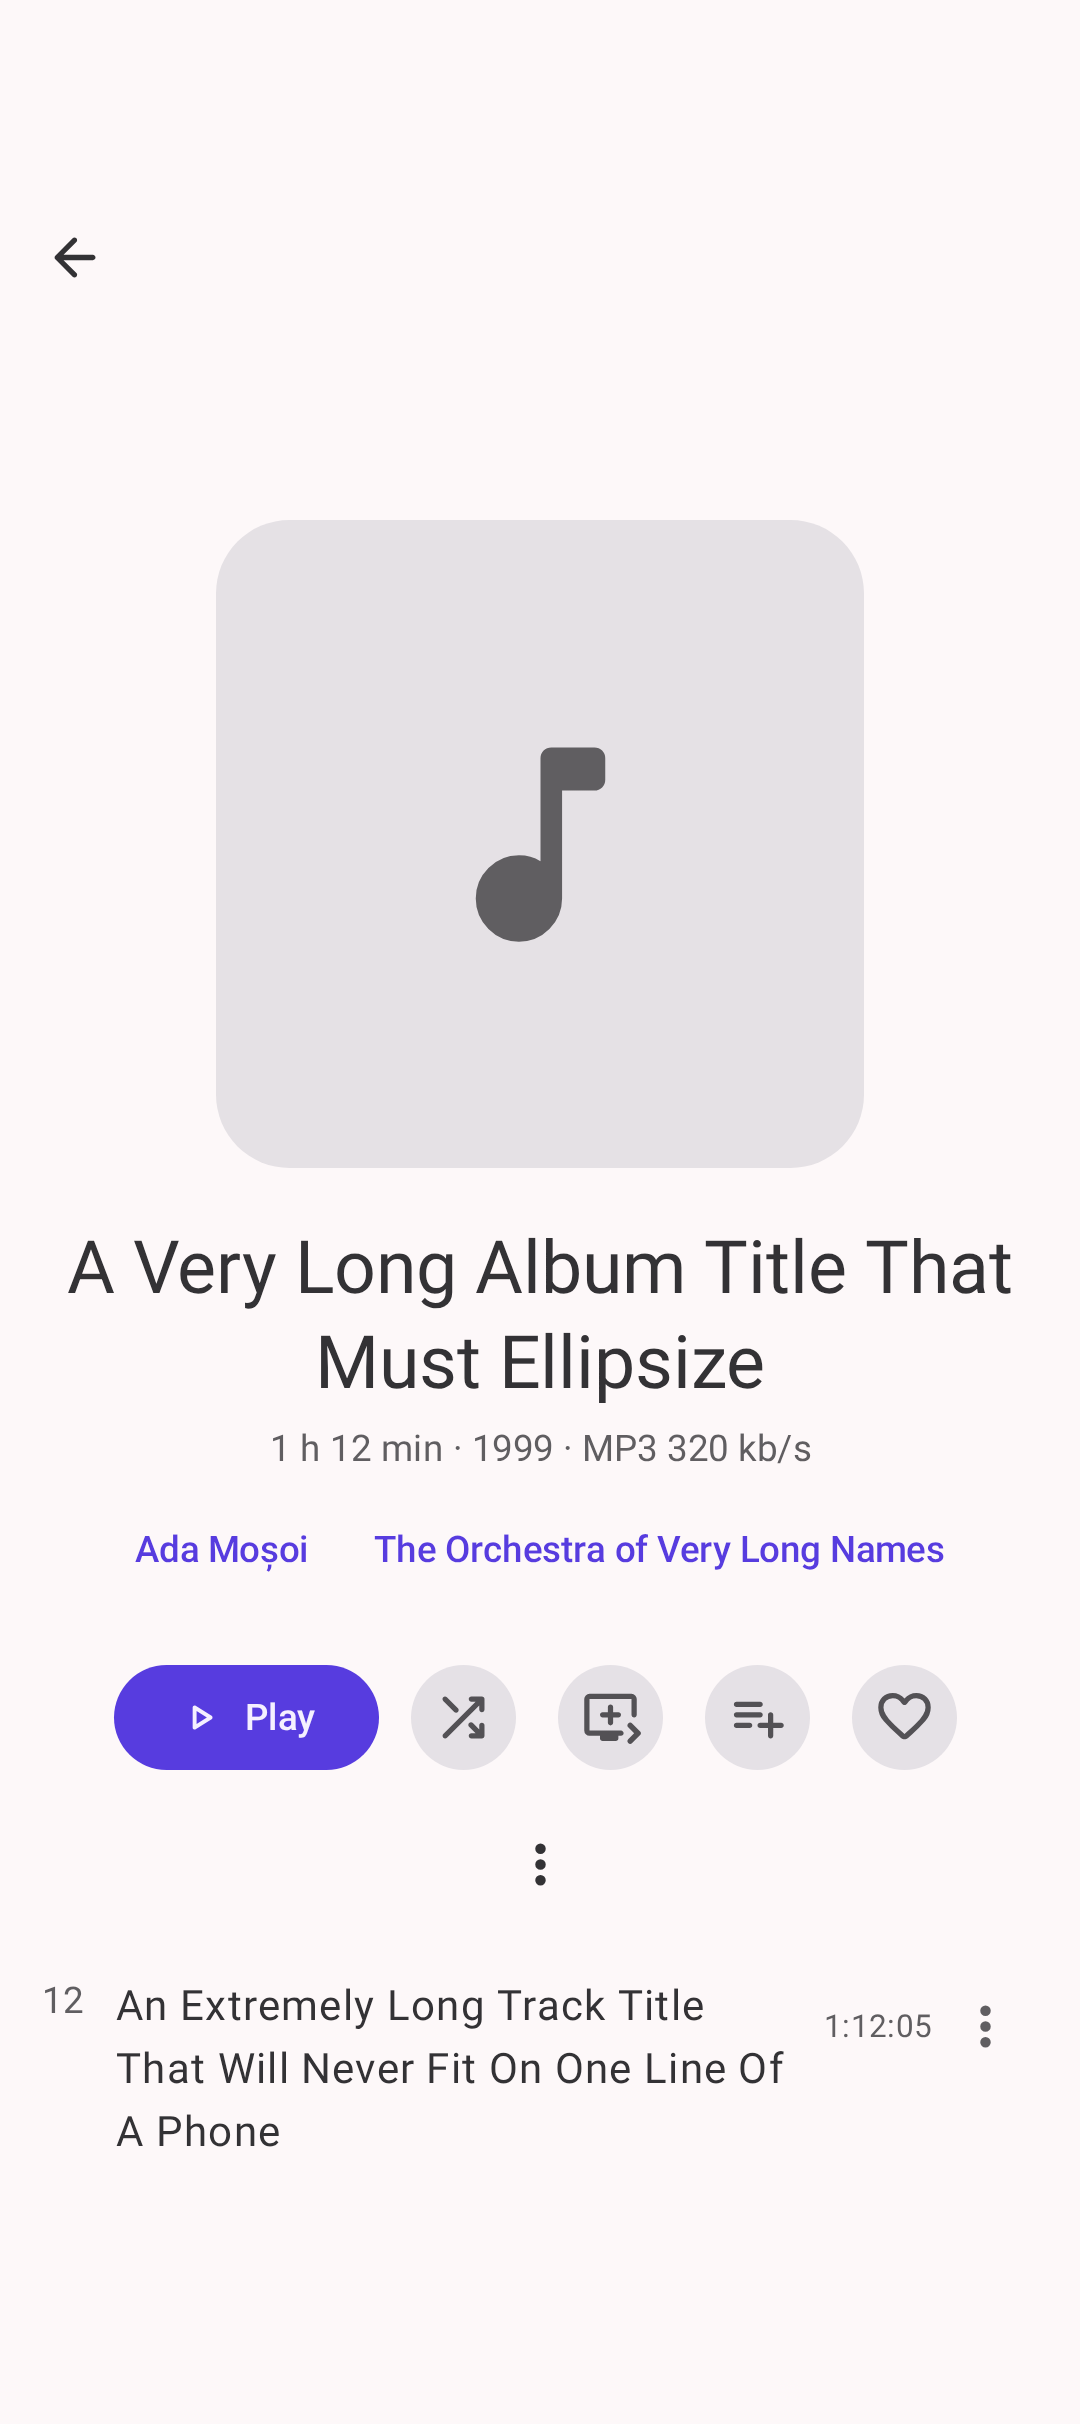 A Very Long Album Title That
Must Ellipsize
1 h 12 min · 1999 · MP3 320 kb/s
Ada Moșoi The Orchestra of Very Long Names
Play
12 An Extremely Long Track Title
That Will Never Fit On One Line Of
A Phone
1:12:05